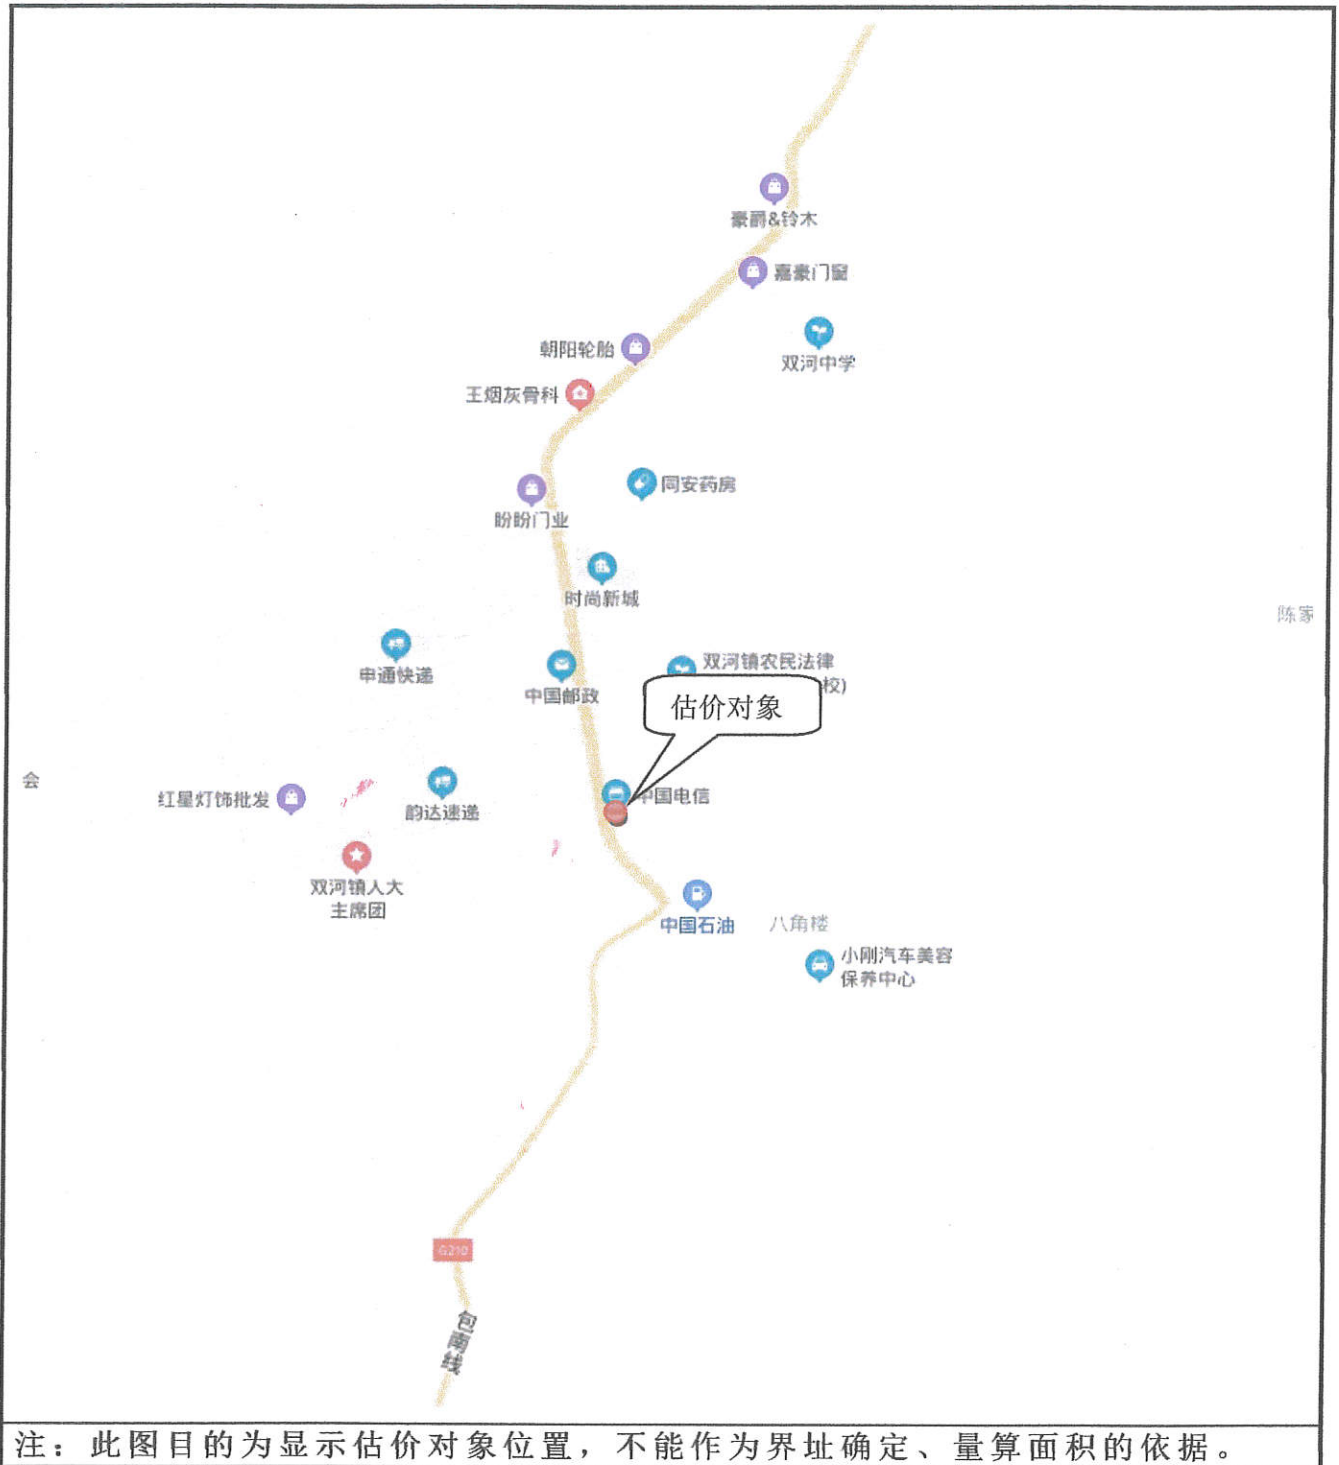 豪爵&铃木
嘉豪门窗
双河中学
朝阳轮胎
王烟灰骨科
同安药房
盼盼门业
时尚新城
陈家
双河镇农民法律
校)
申通快递
中国邮政
估价对象
会
红星灯饰批发
韵达速递
中国电信
双河镇人大
主席团
中国石油
八角楼
小刚汽车美容
保养中心
G210
包南线
注：此图目的为显示估价对象位置，不能作为界址确定、量算面积的依据。